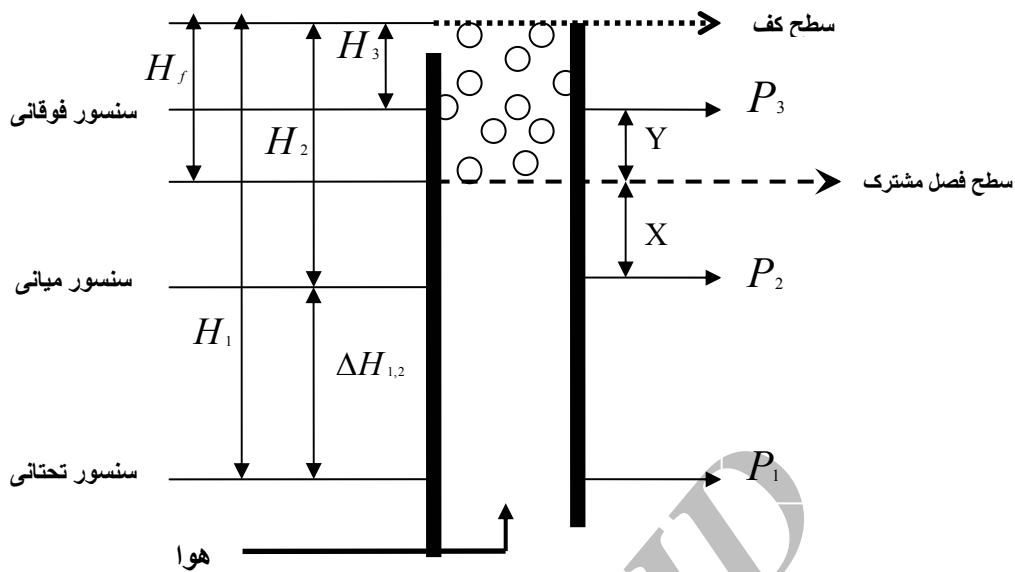 سطح کف
H₃
H_f
P₃
سنسور فوقانی
Y
H₂
سطح فصل مشترک
X
سنسور میانی
P₂
H₁
ΔH₁,₂
سنسور تحتانی
P₁
هوا